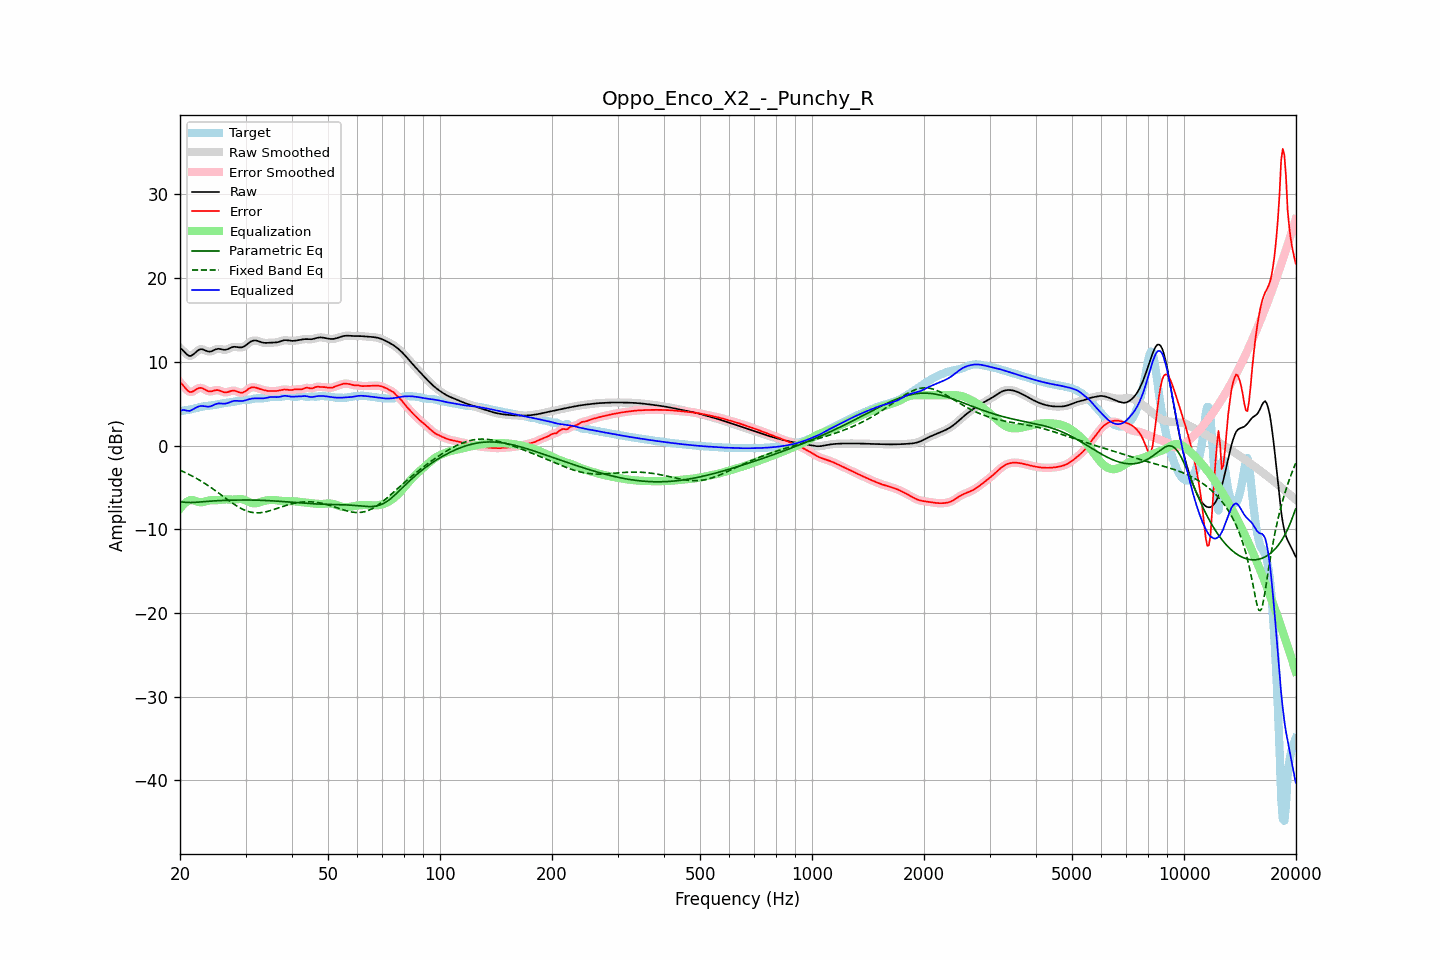 Oppo_Enco_X2_-_Punchy_R
Target
Raw Smoothed
Error Smoothed
Raw
Error
Equalization
Parametric Eq
Fixed Band Eq
Equalized
30
20
10
0
−10
−20
−30
−40
Amplitude (dBr)
20
50
100
200
500
1000
2000
5000
10000
20000
Frequency (Hz)